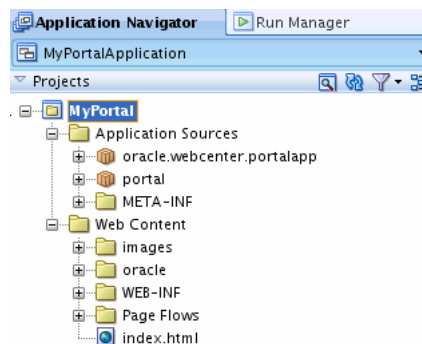 Application Navigator Run Manager
MyPortalApplication
Projects
MyPortal
Application Sources
oracle.webcenter.portalapp
portal
META-INF
Web Content
images
oracle
WEB-INF
Page Flows
index.html